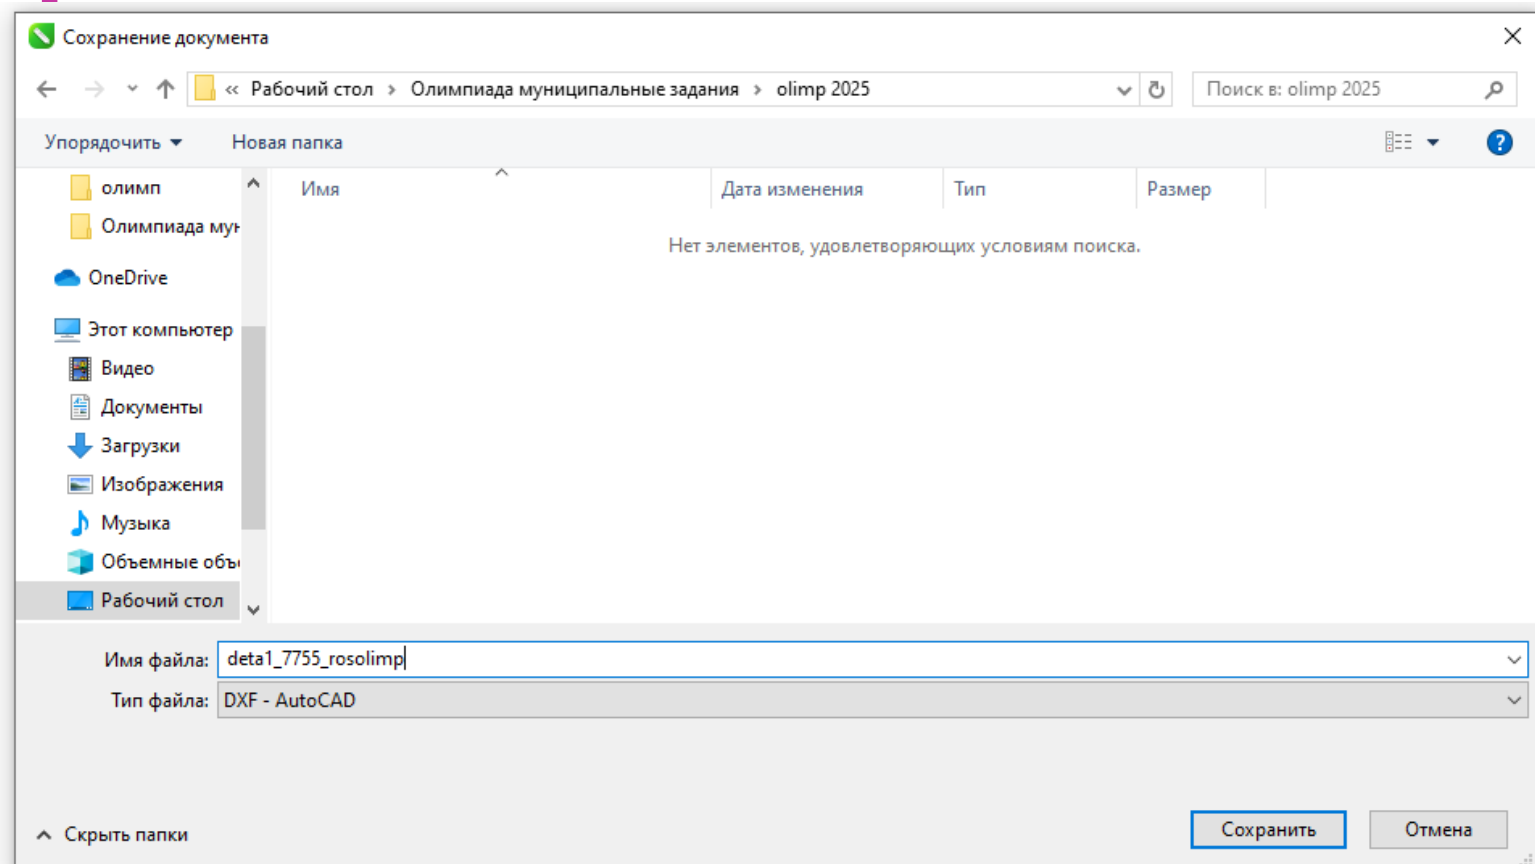 Сохранение документа
« Рабочий стол › Олимпиада муниципальные задания › olimp 2025
Поиск в: olimp 2025
Упорядочить
Новая папка
олимп
Олимпиада мун
OneDrive
Этот компьютер
Видео
Документы
Загрузки
Изображения
Музыка
Объемные объ
Рабочий стол
Имя
Дата изменения
Тип
Размер
Нет элементов, удовлетворяющих условиям поиска.
Имя файла: deta1_7755_rosolimp
Тип файла: DXF - AutoCAD
Скрыть папки
Сохранить
Отмена